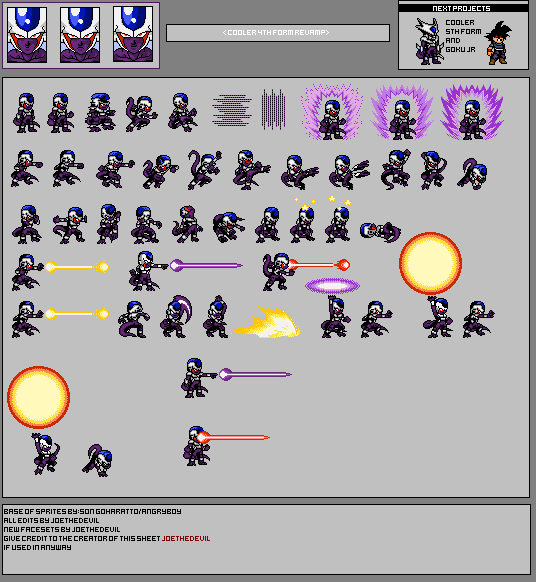 <COOLER 4TH FORM REVAMP>
NEXT PROJECTS
COOLER
5TH FORM
AND
GOKU JR
BASE OF SPRITES BY:SON GOHARATTO/ANGRYBOY
ALL EDITS BY JOETHEDEVIL
NEW FACESETS BY JOETHEDEVIL
GIVE CREDIT TO THE CREATOR OF THIS SHEET JOETHEDEVIL
IF USED IN ANYWAY